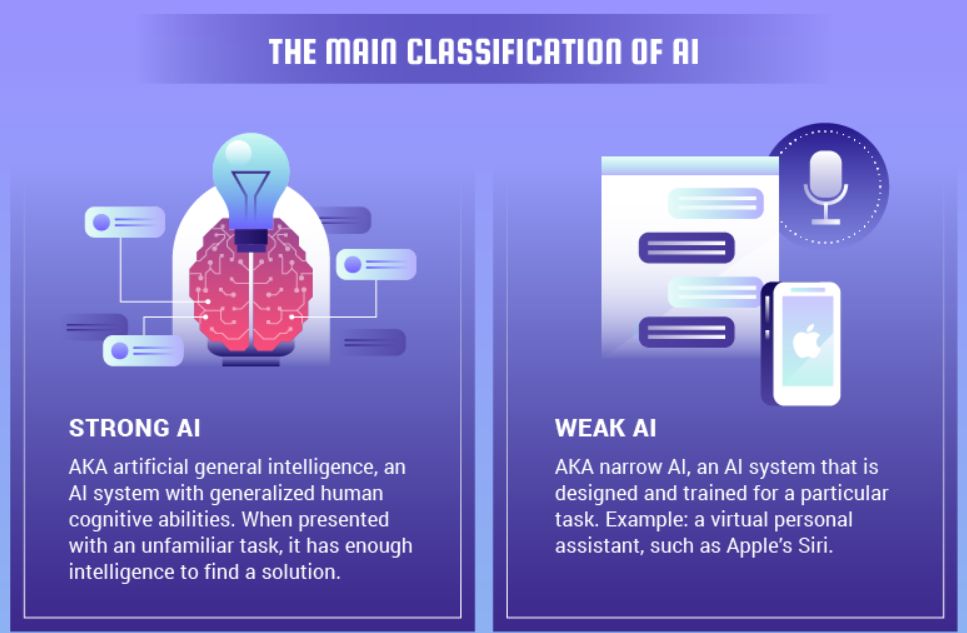 THE MAIN CLASSIFICATION OF AI
STRONG AI
AKA artificial general intelligence, an
AI system with generalized human
cognitive abilities. When presented
with an unfamiliar task, it has enough
intelligence to find a solution.
WEAK AI
AKA narrow AI, an AI system that is
designed and trained for a particular
task. Example: a virtual personal
assistant, such as Apple's Siri.